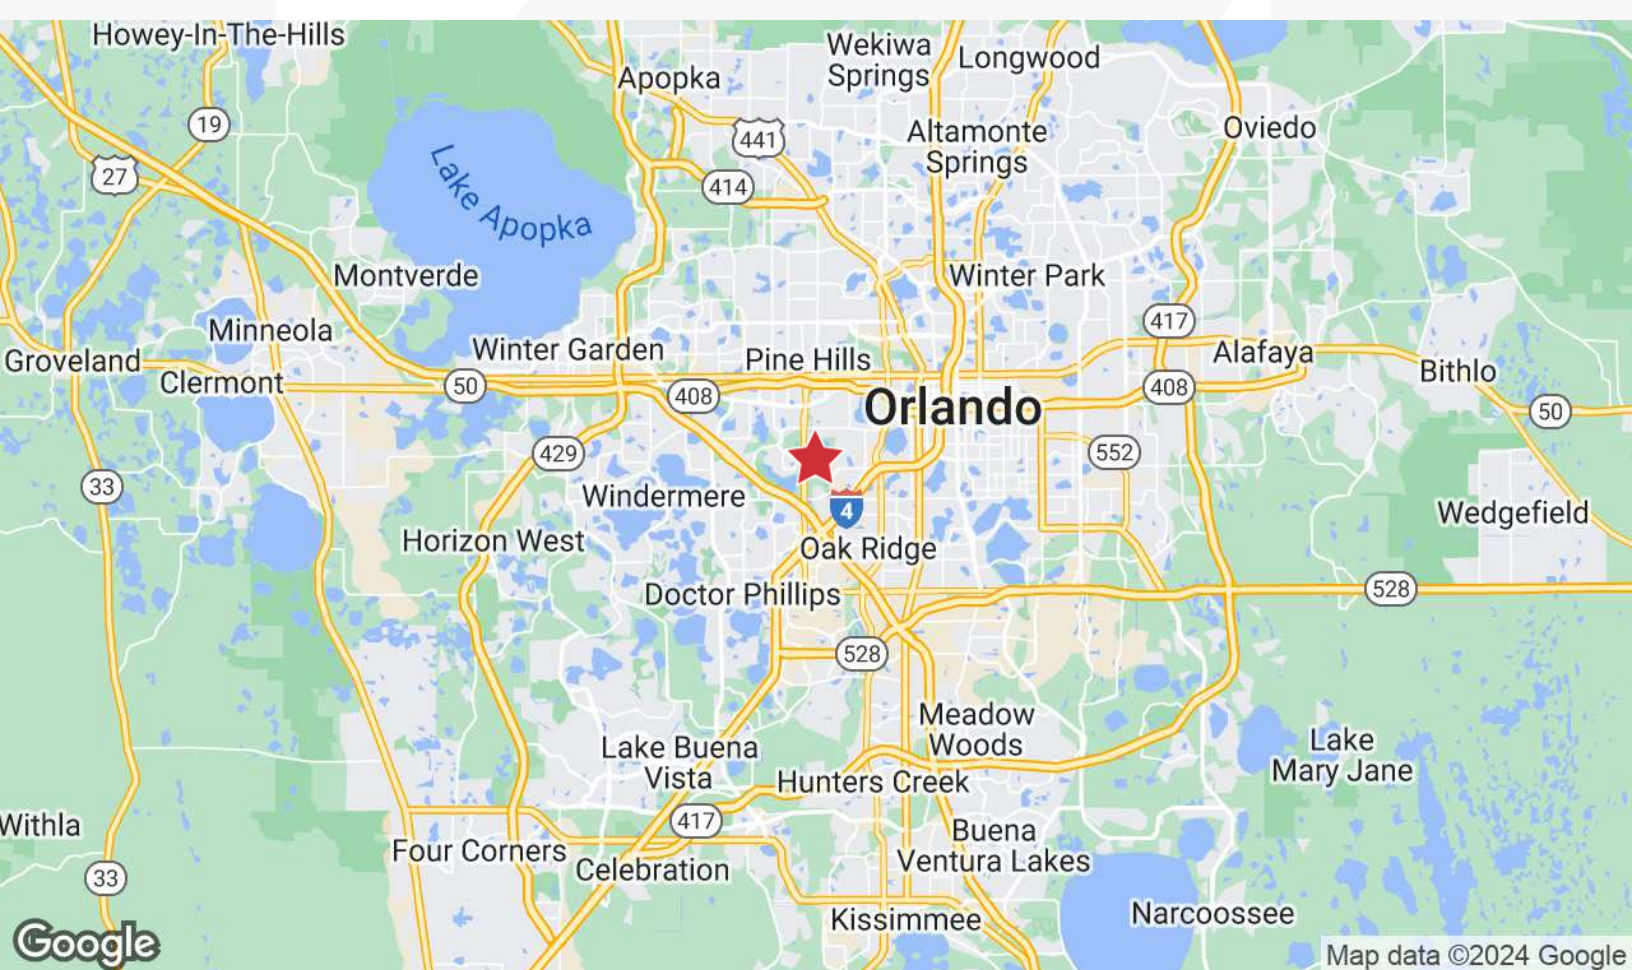 Howey-In-The-Hills
Wekiwa
Springs
Longwood
Apopka
19
441
Altamonte
Springs
Oviedo
27
414
Lake Apopka
Montverde
Winter Park
Minneola
417
Winter Garden
Pine Hills
Alafaya
Groveland
Clermont
50
408
Orlando
408
Bithlo
50
429
552
33
Windermere
4
Wedgefield
Horizon West
Oak Ridge
Doctor Phillips
528
528
Meadow
Woods
Lake Buena
Vista
Hunters Creek
Lake
Mary Jane
417
Withla
Four Corners
Celebration
Buena
Ventura Lakes
33
Kissimmee
Narcoossee
Google
Map data ©2024 Google